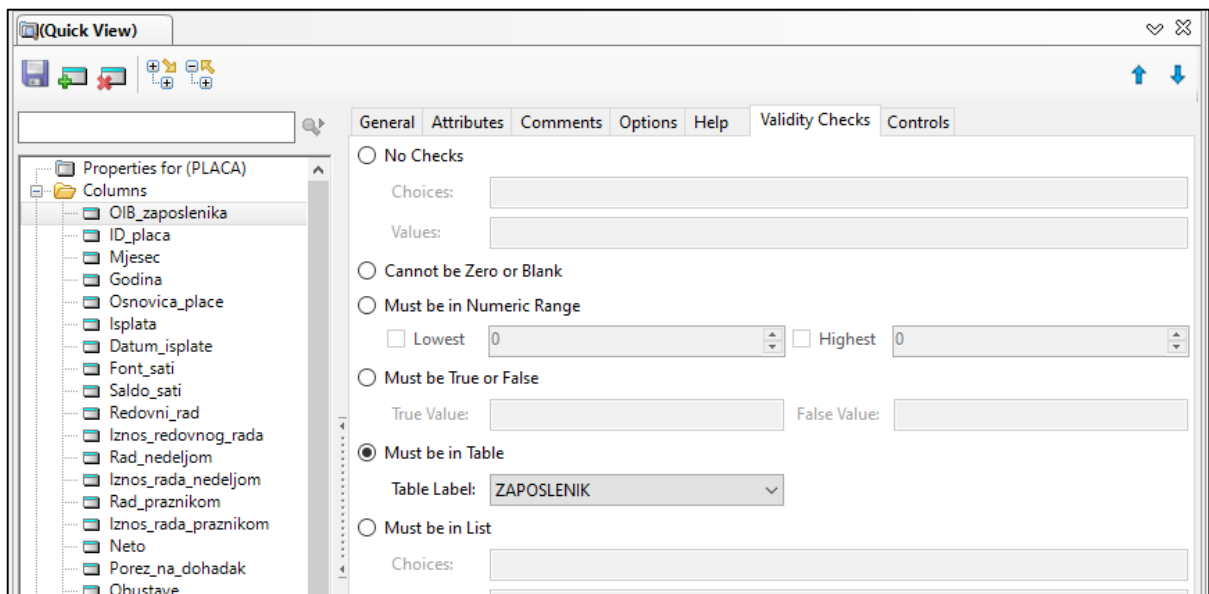 (Quick View)
General Attributes Comments Options Help Validity Checks Controls
Properties for (PLACA)
Columns
OIB_zaposlenika
ID_placa
Mjesec
Godina
Osnovica_place
Isplata
Datum_isplate
Font_sati
Saldo_sati
Redovni_rad
Iznos_redovnog_rada
Rad_nedeljom
Iznos_rada_nedeljom
Rad_praznikom
Iznos_rada_praznikom
Neto
Porez_na_dohadak
Obustave
No Checks
Choices:
Values:
Cannot be Zero or Blank
Must be in Numeric Range
Lowest 0 Highest 0
Must be True or False
True Value: False Value:
Must be in Table
Table Label: ZAPOSLENIK
Must be in List
Choices: